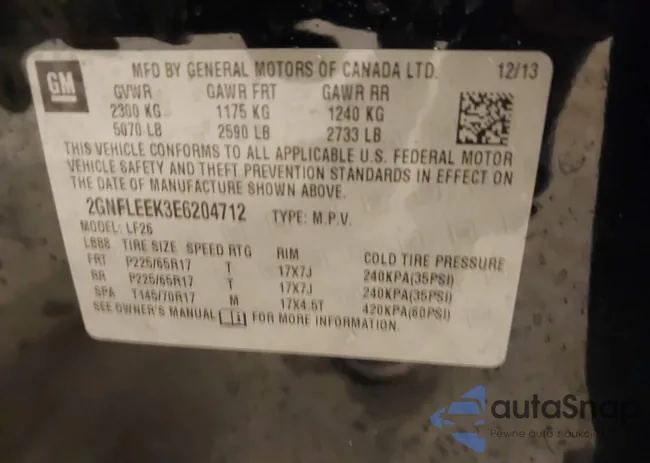 GM
MFD BY GENERAL MOTORS OF CANADA LTD. 12/13
GVWR GAWR FRT GAWR RR
2300 KG 1175 KG 1240 KG
5070 LB 2590 LB 2733 LB
THIS VEHICLE CONFORMS TO ALL APPLICABLE U.S. FEDERAL MOTOR
VEHICLE SAFETY AND THEFT PREVENTION STANDARDS IN EFFECT ON
THE DATE OF MANUFACTURE SHOWN ABOVE.
2GNFLEEK3E6204712 TYPE: M.P.V.
MODEL: LF26
LBBB TIRE SIZE SPEED RTG RIM COLD TIRE PRESSURE
FRT P225/65R17 T 17X7J 240KPA(35PSI)
RR P225/65R17 T 17X7J 240KPA(35PSI)
SPA T145/70R17 M 17X4.5T 420KPA(60PSI)
SEE OWNER'S MANUAL FOR MORE INFORMATION.
autaSnap
Pewne auto z aukcji